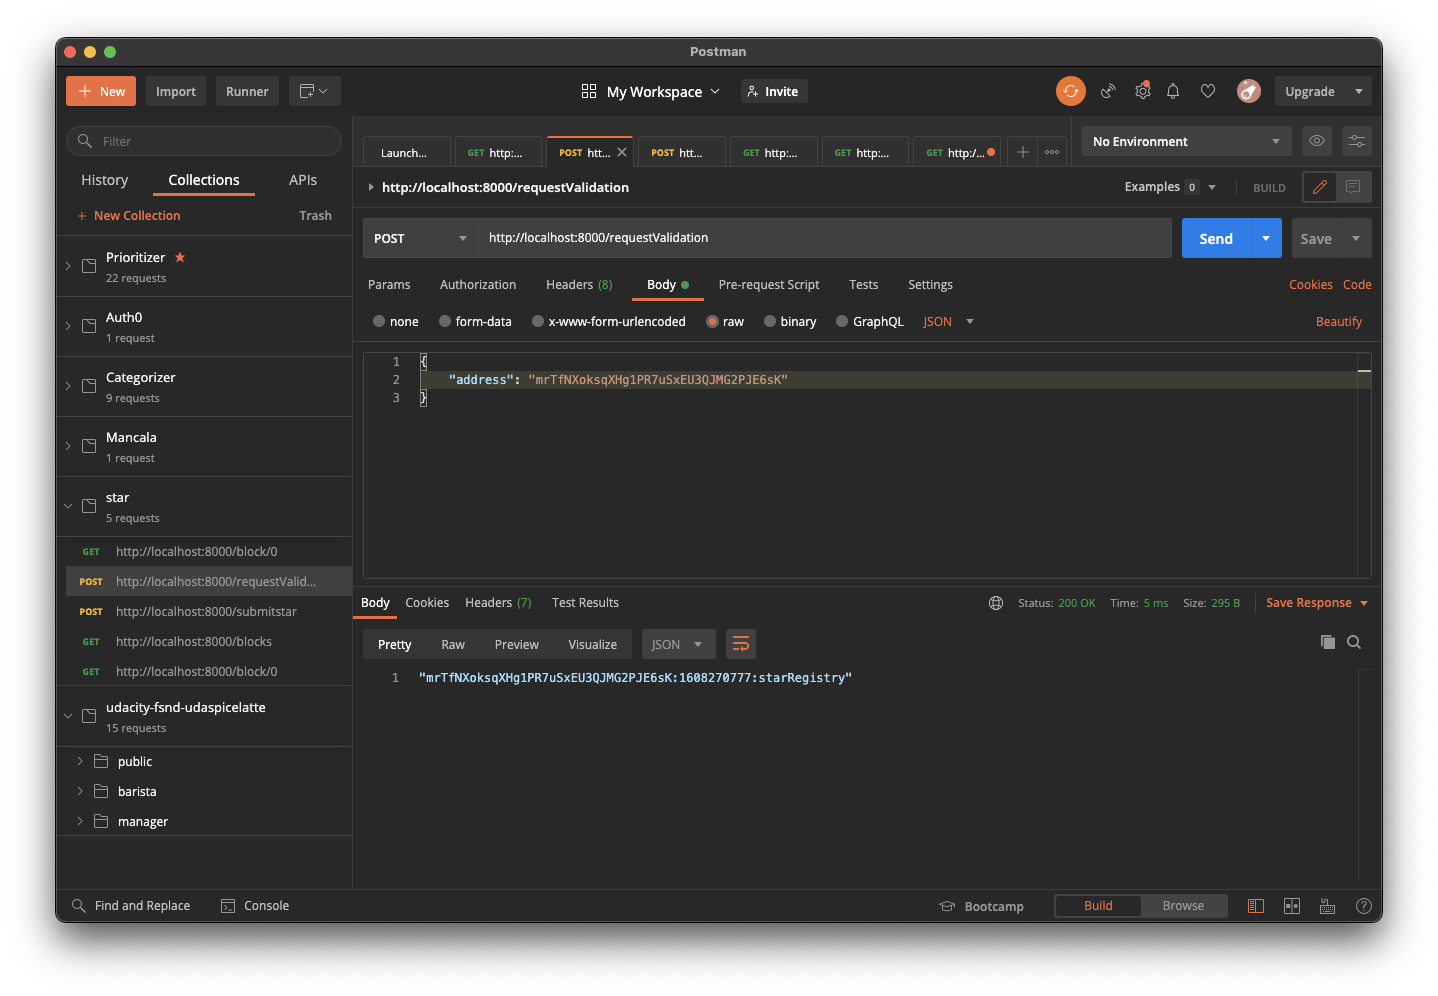 Postman
New
Import
Runner
My Workspace
Invite
Upgrade
Filter
History
Collections
APIs
New Collection
Trash
Prioritizer
22 requests
Auth0
1 request
Categorizer
9 requests
Mancala
1 request
star
5 requests
GET http://localhost:8000/block/0
POST http://localhost:8000/requestValid...
POST http://localhost:8000/submitstar
GET http://localhost:8000/blocks
GET http://localhost:8000/block/0
udacity-fsnd-udaspicelatte
15 requests
public
barista
manager
Launch...
GET http:...
POST htt...
POST htt...
GET http:...
GET http:...
GET http:/...
No Environment
http://localhost:8000/requestValidation
Examples 0
BUILD
POST
http://localhost:8000/requestValidation
Send
Save
Params
Authorization
Headers (8)
Body
Pre-request Script
Tests
Settings
Cookies
Code
none
form-data
x-www-form-urlencoded
raw
binary
GraphQL
JSON
Beautify
1 {
2 "address": "mrTfNXoksqXHg1PR7uSxEU3QJMG2PJE6sK"
3 }
Body
Cookies
Headers (7)
Test Results
Status: 200 OK
Time: 5 ms
Size: 295 B
Save Response
Pretty
Raw
Preview
Visualize
JSON
1 "mrTfNXoksqXHg1PR7uSxEU3QJMG2PJE6sK:1608270777:starRegistry"
Find and Replace
Console
Bootcamp
Build
Browse